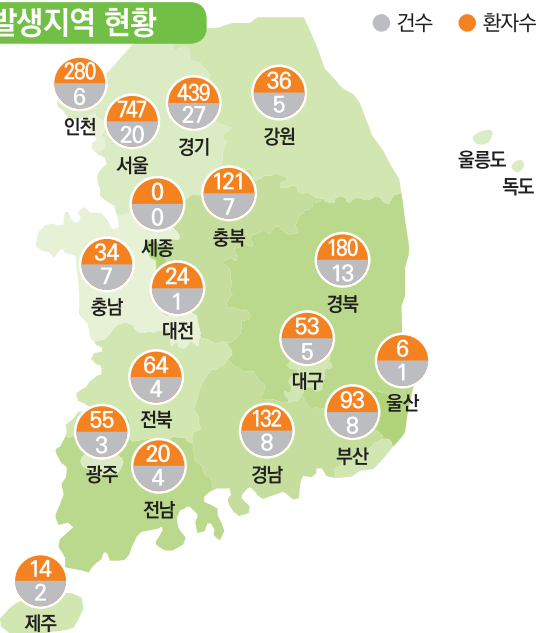 발생지역 현황
건수
환자수
280
6
인천
747
20
서울
439
27
경기
36
5
강원
울릉도
독도
0
0
세종
121
7
충북
34
7
충남
24
1
대전
180
13
경북
53
5
대구
6
1
울산
64
4
전북
93
8
부산
55
3
광주
20
4
전남
132
8
경남
14
2
제주